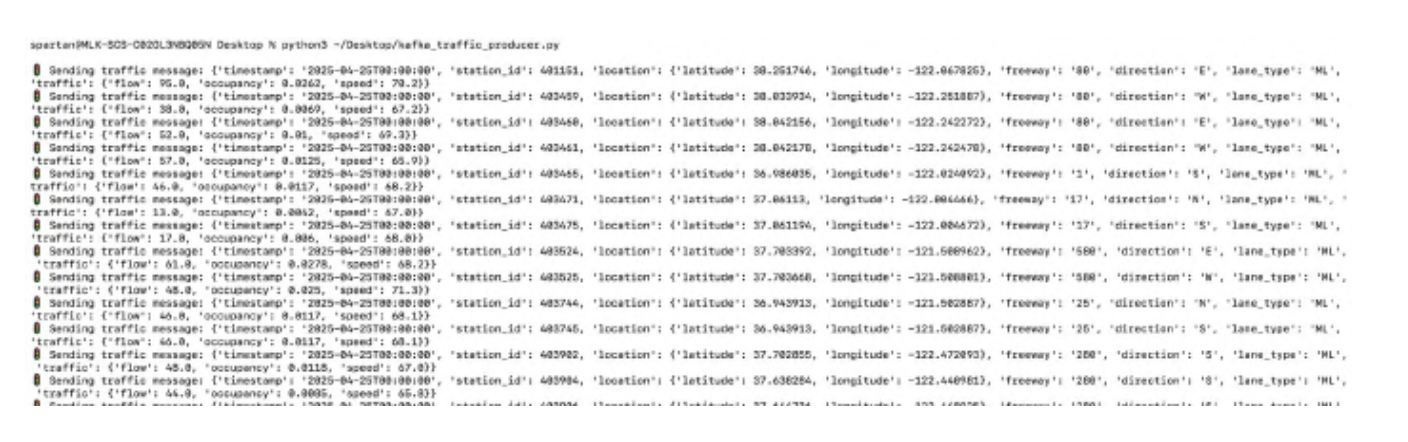 spartan@MLK-SCS-C02GL3N8Q05N Desktop % python3 ~/Desktop/kafka_traffic_producer.py
🚦 Sending traffic message: {'timestamp': '2025-04-25T00:00:00', 'station_id': 401151, 'location': {'latitude': 38.251746, 'longitude': -122.067825}, 'freeway': '80', 'direction': 'E', 'lane_type': 'ML',
'traffic': {'flow': 95.0, 'occupancy': 0.0262, 'speed': 70.2}}
🚦 Sending traffic message: {'timestamp': '2025-04-25T00:00:00', 'station_id': 403459, 'location': {'latitude': 38.033934, 'longitude': -122.251887}, 'freeway': '80', 'direction': 'W', 'lane_type': 'ML',
'traffic': {'flow': 38.0, 'occupancy': 0.0069, 'speed': 67.2}}
🚦 Sending traffic message: {'timestamp': '2025-04-25T00:00:00', 'station_id': 403460, 'location': {'latitude': 38.042156, 'longitude': -122.242272}, 'freeway': '80', 'direction': 'E', 'lane_type': 'ML',
'traffic': {'flow': 52.0, 'occupancy': 0.01, 'speed': 69.3}}
🚦 Sending traffic message: {'timestamp': '2025-04-25T00:00:00', 'station_id': 403461, 'location': {'latitude': 38.042178, 'longitude': -122.242478}, 'freeway': '80', 'direction': 'W', 'lane_type': 'ML',
'traffic': {'flow': 57.0, 'occupancy': 0.0125, 'speed': 65.9}}
🚦 Sending traffic message: {'timestamp': '2025-04-25T00:00:00', 'station_id': 403465, 'location': {'latitude': 36.986035, 'longitude': -122.024092}, 'freeway': '1', 'direction': 'S', 'lane_type': 'ML', '
traffic': {'flow': 46.0, 'occupancy': 0.0117, 'speed': 68.2}}
🚦 Sending traffic message: {'timestamp': '2025-04-25T00:00:00', 'station_id': 403471, 'location': {'latitude': 37.06113, 'longitude': -122.006466}, 'freeway': '17', 'direction': 'N', 'lane_type': 'ML', '
traffic': {'flow': 13.0, 'occupancy': 0.0042, 'speed': 67.0}}
🚦 Sending traffic message: {'timestamp': '2025-04-25T00:00:00', 'station_id': 403475, 'location': {'latitude': 37.061194, 'longitude': -122.006672}, 'freeway': '17', 'direction': 'S', 'lane_type': 'ML',
'traffic': {'flow': 17.0, 'occupancy': 0.006, 'speed': 68.0}}
🚦 Sending traffic message: {'timestamp': '2025-04-25T00:00:00', 'station_id': 403524, 'location': {'latitude': 37.703392, 'longitude': -121.508962}, 'freeway': '580', 'direction': 'E', 'lane_type': 'ML',
'traffic': {'flow': 61.0, 'occupancy': 0.0278, 'speed': 68.2}}
🚦 Sending traffic message: {'timestamp': '2025-04-25T00:00:00', 'station_id': 403525, 'location': {'latitude': 37.703668, 'longitude': -121.508801}, 'freeway': '580', 'direction': 'W', 'lane_type': 'ML',
'traffic': {'flow': 48.0, 'occupancy': 0.025, 'speed': 71.3}}
🚦 Sending traffic message: {'timestamp': '2025-04-25T00:00:00', 'station_id': 403744, 'location': {'latitude': 36.943913, 'longitude': -121.502887}, 'freeway': '25', 'direction': 'N', 'lane_type': 'ML',
'traffic': {'flow': 46.0, 'occupancy': 0.0117, 'speed': 68.1}}
🚦 Sending traffic message: {'timestamp': '2025-04-25T00:00:00', 'station_id': 403745, 'location': {'latitude': 36.943913, 'longitude': -121.502887}, 'freeway': '25', 'direction': 'S', 'lane_type': 'ML',
'traffic': {'flow': 46.0, 'occupancy': 0.0117, 'speed': 68.1}}
🚦 Sending traffic message: {'timestamp': '2025-04-25T00:00:00', 'station_id': 403902, 'location': {'latitude': 37.702855, 'longitude': -122.472093}, 'freeway': '280', 'direction': 'S', 'lane_type': 'ML',
'traffic': {'flow': 48.0, 'occupancy': 0.0118, 'speed': 67.0}}
🚦 Sending traffic message: {'timestamp': '2025-04-25T00:00:00', 'station_id': 403904, 'location': {'latitude': 37.638284, 'longitude': -122.440981}, 'freeway': '280', 'direction': 'S', 'lane_type': 'ML',
'traffic': {'flow': 44.0, 'occupancy': 0.0085, 'speed': 65.8}}